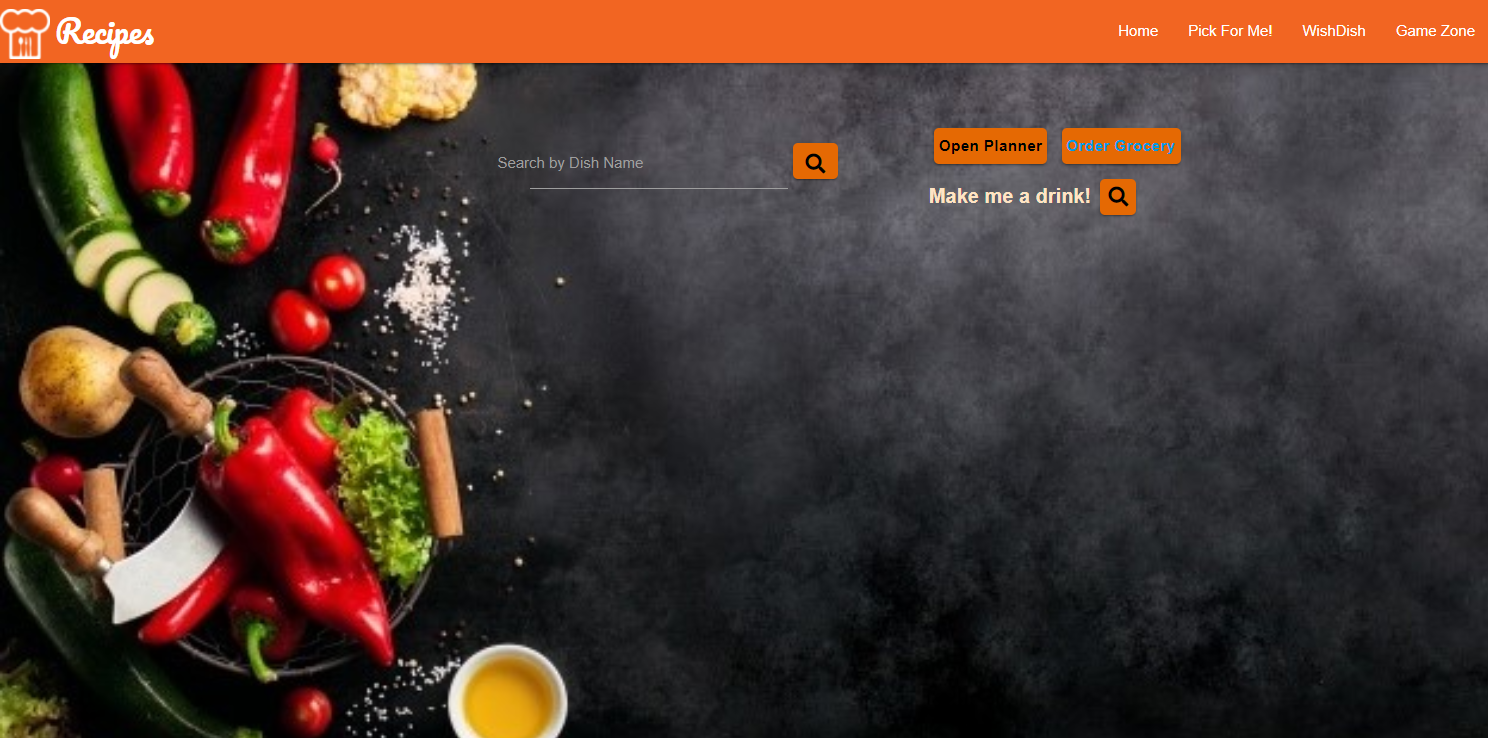 Recipes
Home Pick For Me! WishDish Game Zone
Search by Dish Name
Open Planner Order Grocery
Make me a drink!